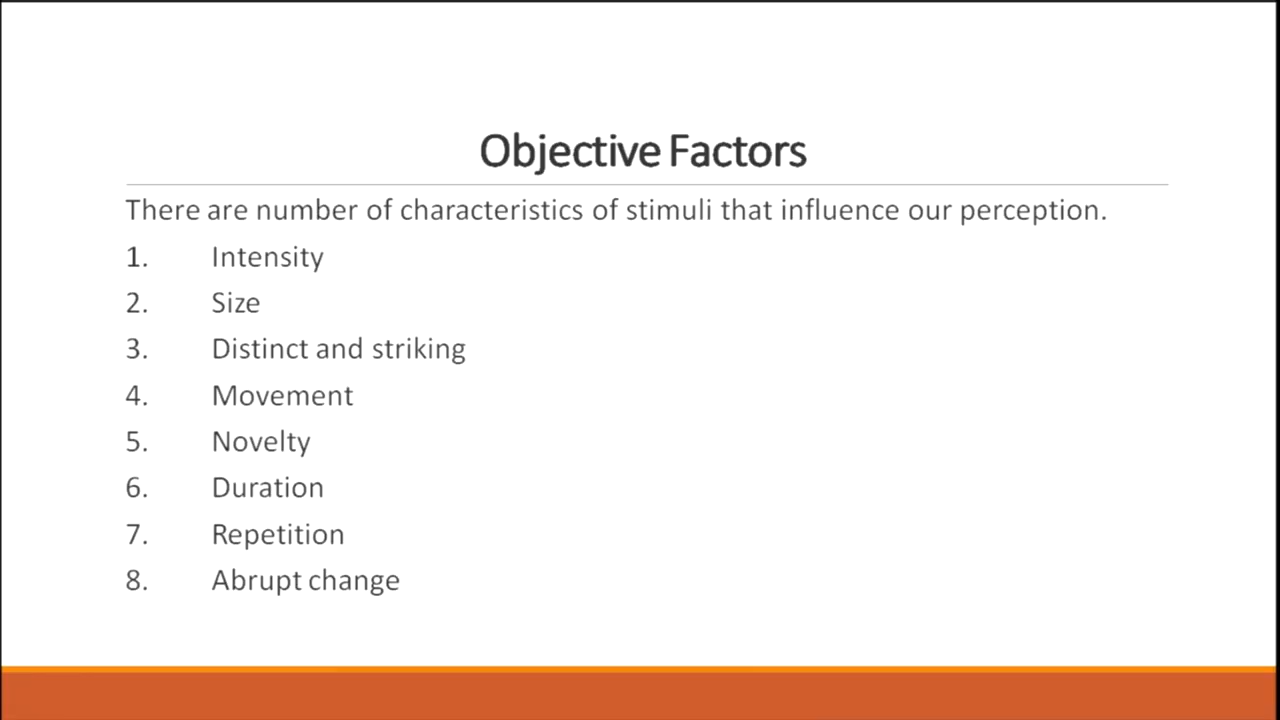 Objective Factors
There are number of characteristics of stimuli that influence our perception.
1. Intensity
2. Size
3. Distinct and striking
4. Movement
5. Novelty
6. Duration
7. Repetition
8. Abrupt change